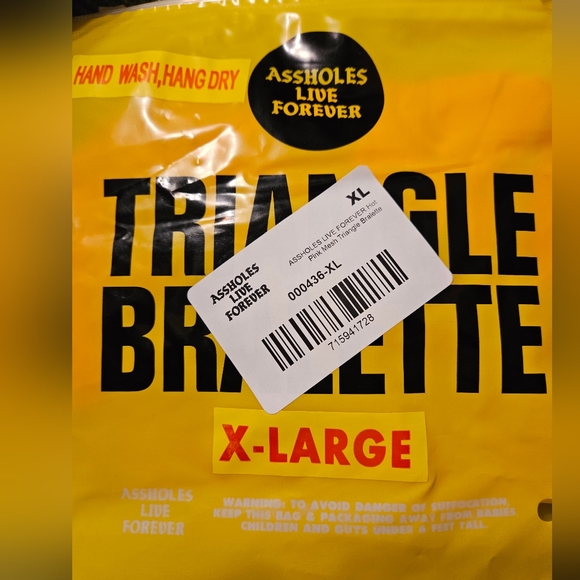 HAND WASH, HANG DRY
ASSHOLES
LIVE
FOREVER
TRIANGLE
BRALETTE
XL
ASSHOLES LIVE FOREVER Hot
Pink Mesh Triangle Bralette
ASSHOLES
LIVE
FOREVER
000436-XL
715941728
X-LARGE
ASSHOLES
LIVE
FOREVER
WARNING: TO AVOID DANGER OF SUFFOCATION,
KEEP THIS BAG & PACKAGING AWAY FROM BABIES
CHILDREN AND GUYS UNDER 6 FEET TALL.